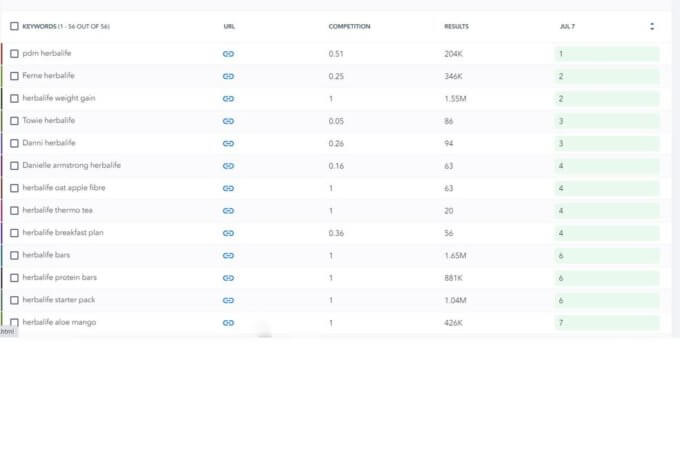 KEYWORDS (1 - 56 OUT OF 56) URL COMPETITION RESULTS JUL 7
pdm herbalife 0.51 204K 1
Ferne herbalife 0.25 346K 2
herbalife weight gain 1 1.55M 2
Towie herbalife 0.05 86 3
Danni herbalife 0.26 94 3
Danielle armstrong herbalife 0.16 63 4
herbalife oat apple fibre 1 63 4
herbalife thermo tea 1 20 4
herbalife breakfast plan 0.36 56 4
herbalife bars 1 1.65M 6
herbalife protein bars 1 881K 6
herbalife starter pack 1 1.04M 6
herbalife aloe mango 1 426K 7
.html